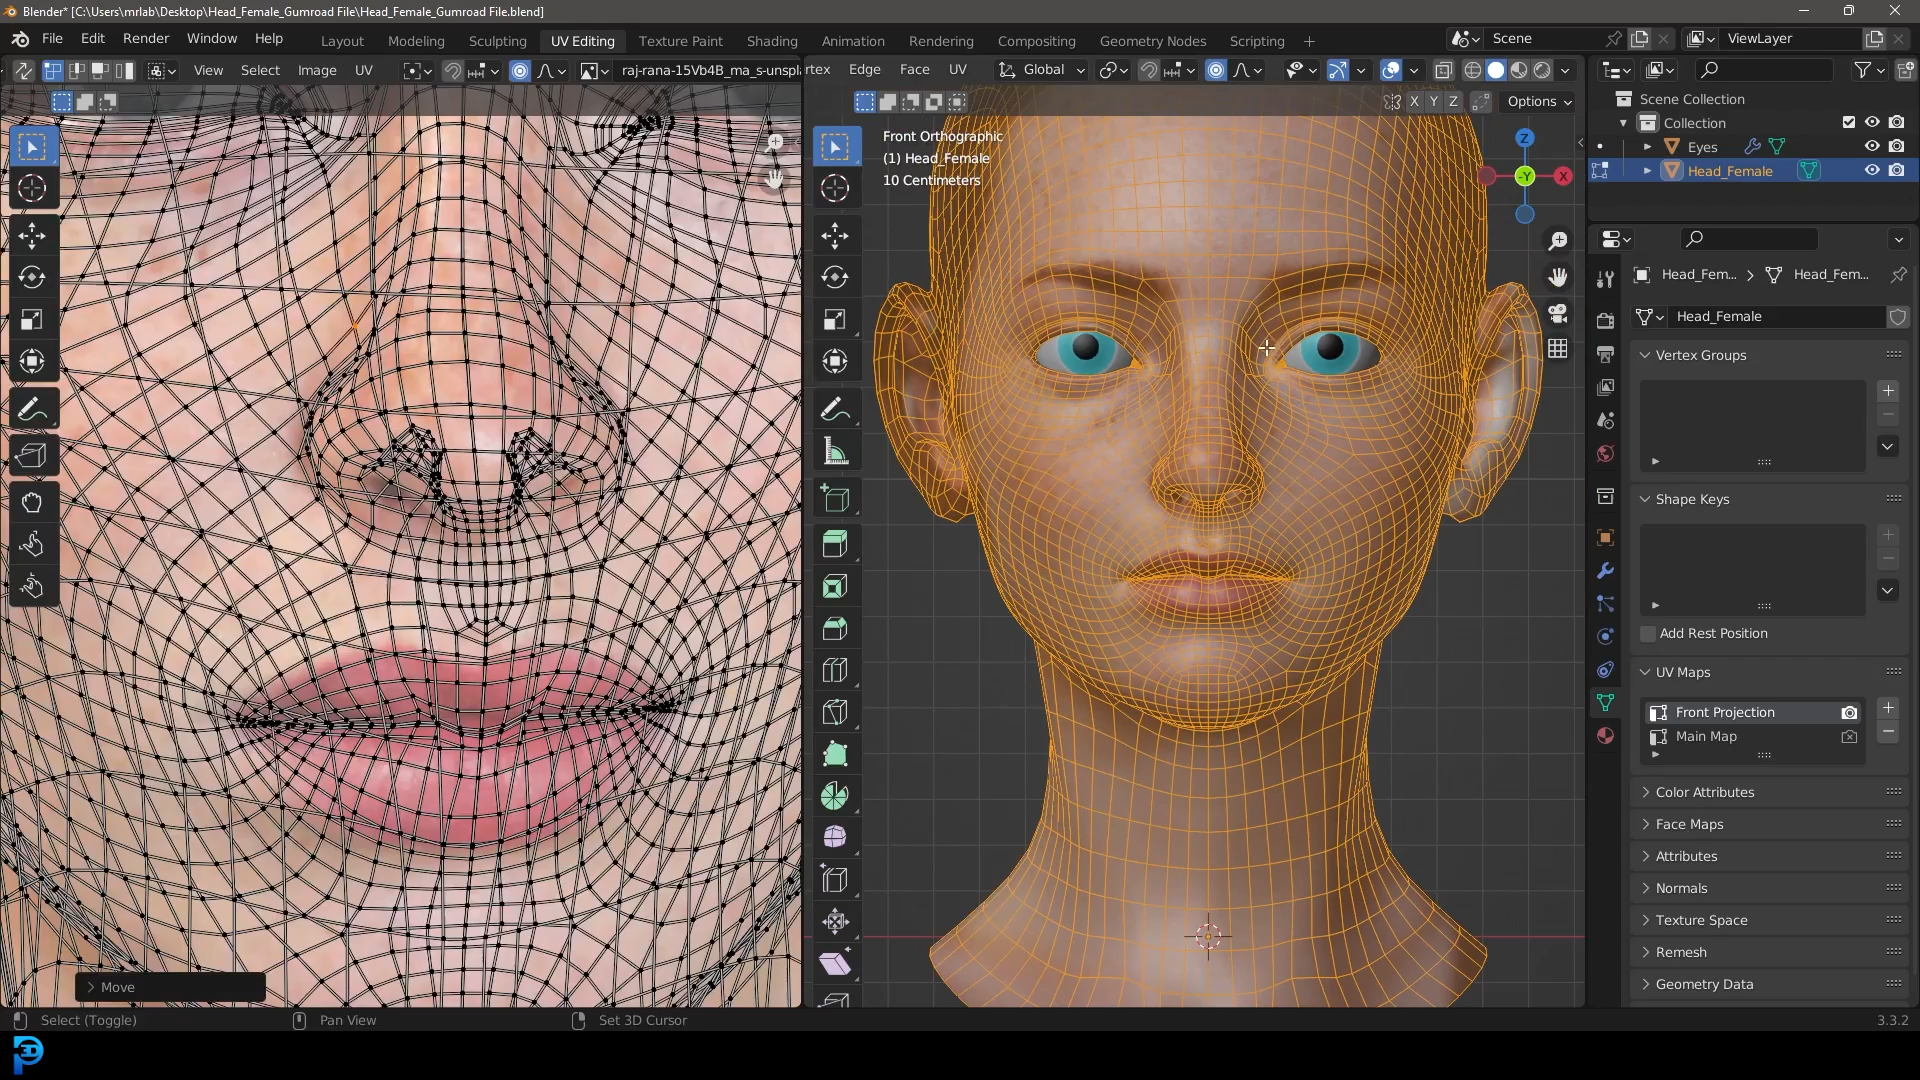 Blender* [C:\Users\mrlab\Desktop\Head_Female_Gumroad File\Head_Female_Gumroad File.blend]
File Edit Render Window Help
Layout Modeling Sculpting UV Editing Texture Paint Shading Animation Rendering Compositing Geometry Nodes Scripting +
Scene
ViewLayer
View Select Image UV
raj-rana-15Vb4B_ma_s-unspl
rtex Edge Face UV
Global
X Y Z Options
Front Orthographic
(1) Head_Female
10 Centimeters
Z
-Y
X
Scene Collection
Collection
Eyes
Head_Female
Head_Fem... > Head_Fem...
Head_Female
Vertex Groups
Shape Keys
Add Rest Position
UV Maps
Front Projection
Main Map
Color Attributes
Face Maps
Attributes
Normals
Texture Space
Remesh
Geometry Data
Move
Select (Toggle) Pan View Set 3D Cursor
3.3.2